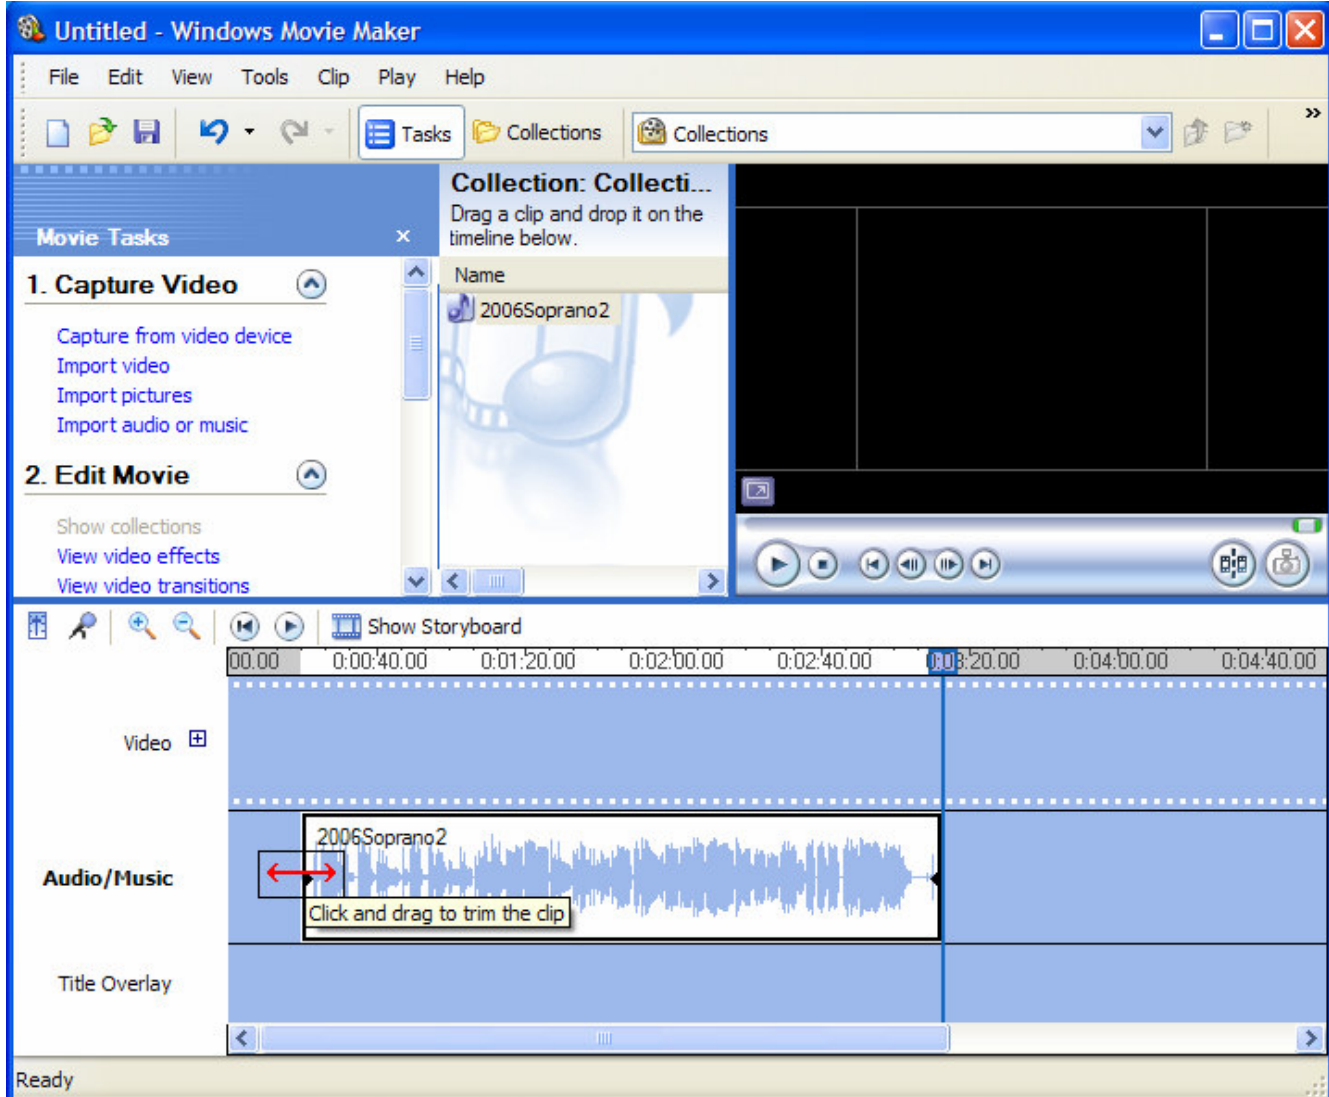 Untitled - Windows Movie Maker
File Edit View Tools Clip Play Help
Tasks Collections Collections »
Movie Tasks ×
1. Capture Video
Capture from video device
Import video
Import pictures
Import audio or music
2. Edit Movie
Show collections
View video effects
View video transitions
Collection: Collecti...
Drag a clip and drop it on the
timeline below.
Name
2006Soprano2
Show Storyboard
00.00 0:00:40.00 0:01:20.00 0:02:00.00 0:02:40.00 0:03:20.00 0:04:00.00 0:04:40.00
Video
2006Soprano2
Audio/Music
Click and drag to trim the clip
Title Overlay
Ready